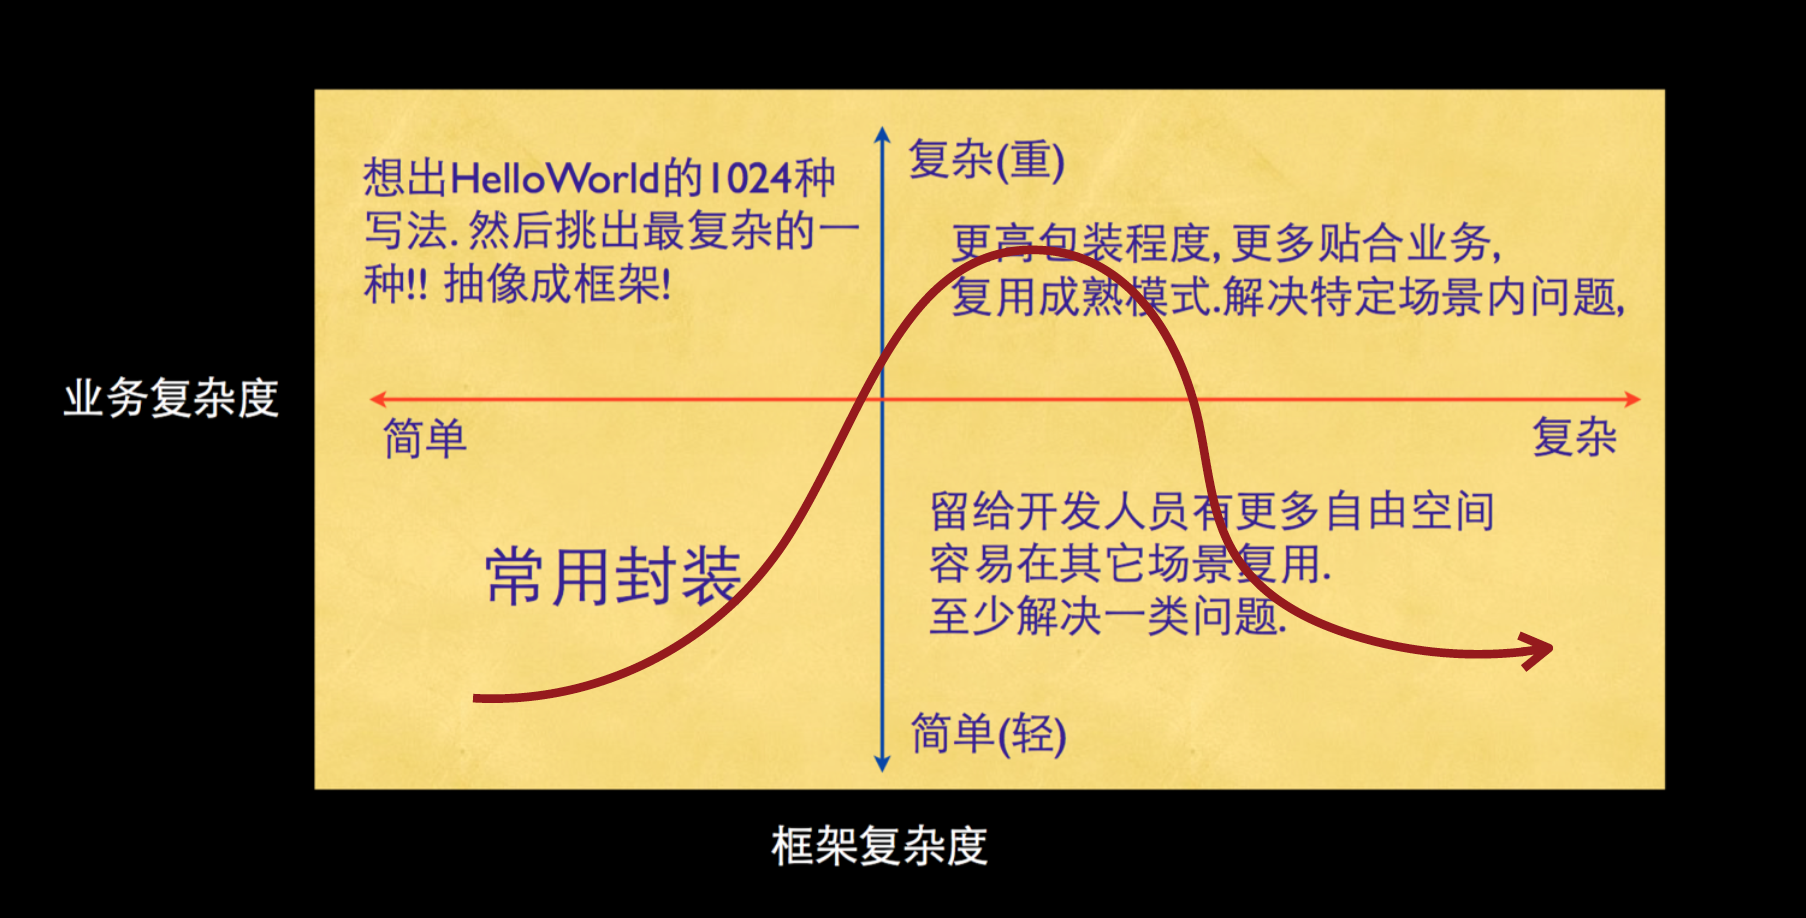 想出HelloWorld的1024种
写法. 然后挑出最复杂的一
种!! 抽像成框架!
复杂(重)
更高包装程度, 更多贴合业务,
复用成熟模式.解决特定场景内问题,
业务复杂度
简单
复杂
常用封装
留给开发人员有更多自由空间
容易在其它场景复用.
至少解决一类问题.
简单(轻)
框架复杂度